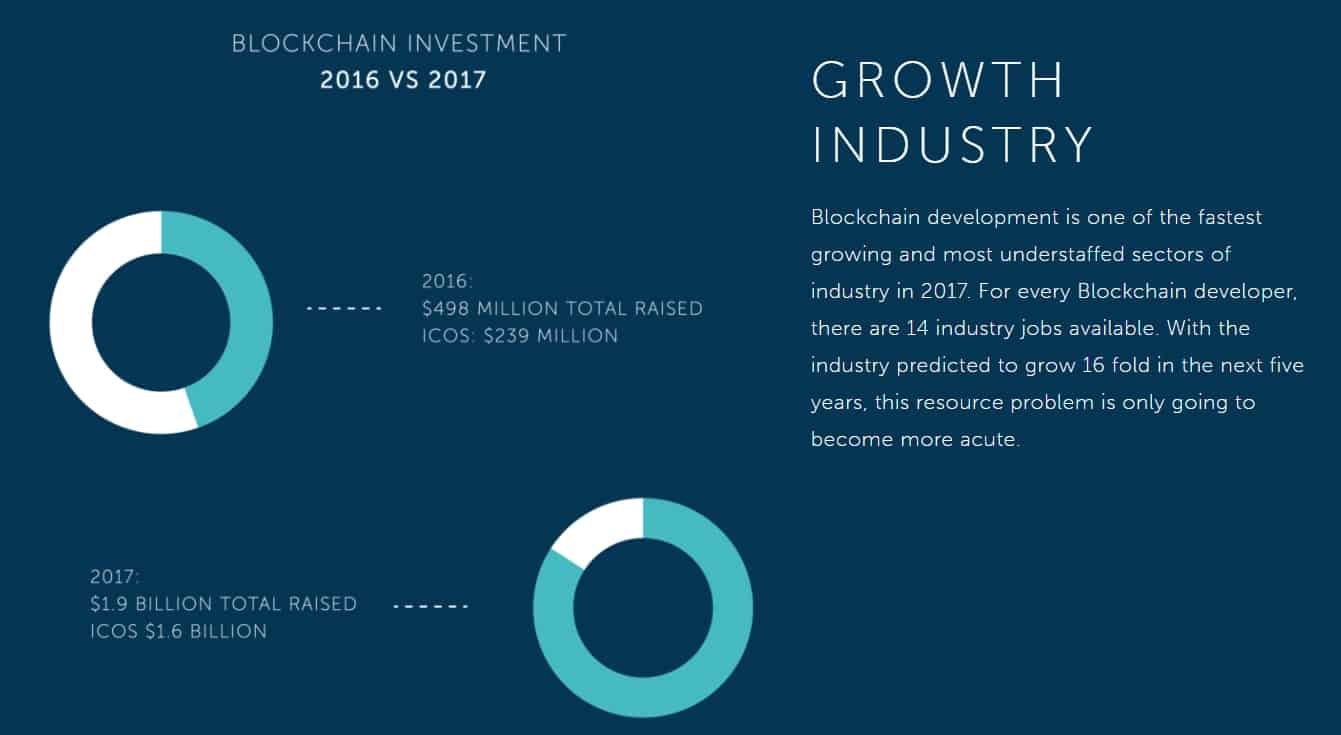 BLOCKCHAIN INVESTMENT
2016 VS 2017
2016:
$498 MILLION TOTAL RAISED
ICOS: $239 MILLION
2017:
$1.9 BILLION TOTAL RAISED
ICOS $1.6 BILLION
GROWTH
INDUSTRY
Blockchain development is one of the fastest
growing and most understaffed sectors of
industry in 2017. For every Blockchain developer,
there are 14 industry jobs available. With the
industry predicted to grow 16 fold in the next five
years, this resource problem is only going to
become more acute.